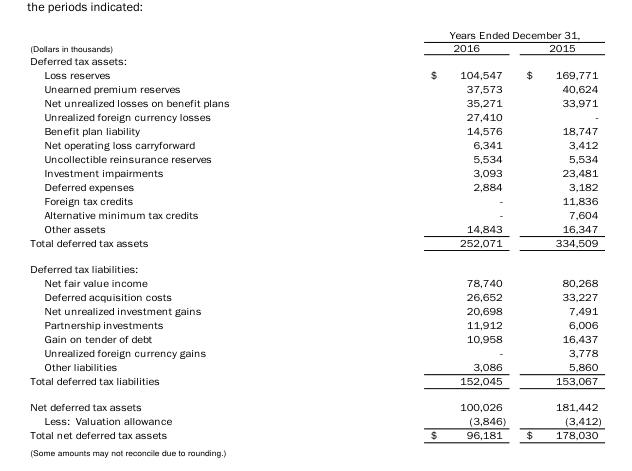 the periods indicated:
Years Ended December 31,
(Dollars in thousands) 2016 2015
Deferred tax assets:
Loss reserves $ 104,547 $ 169,771
Unearned premium reserves 37,573 40,624
Net unrealized losses on benefit plans 35,271 33,971
Unrealized foreign currency losses 27,410 -
Benefit plan liability 14,576 18,747
Net operating loss carryforward 6,341 3,412
Uncollectible reinsurance reserves 5,534 5,534
Investment impairments 3,093 23,481
Deferred expenses 2,884 3,182
Foreign tax credits - 11,836
Alternative minimum tax credits - 7,604
Other assets 14,843 16,347
Total deferred tax assets 252,071 334,509
Deferred tax liabilities:
Net fair value income 78,740 80,268
Deferred acquisition costs 26,652 33,227
Net unrealized investment gains 20,698 7,491
Partnership investments 11,912 6,006
Gain on tender of debt 10,958 16,437
Unrealized foreign currency gains - 3,778
Other liabilities 3,086 5,860
Total deferred tax liabilities 152,045 153,067
Net deferred tax assets 100,026 181,442
Less: Valuation allowance (3,846) (3,412)
Total net deferred tax assets $ 96,181 $ 178,030
(Some amounts may not reconcile due to rounding.)